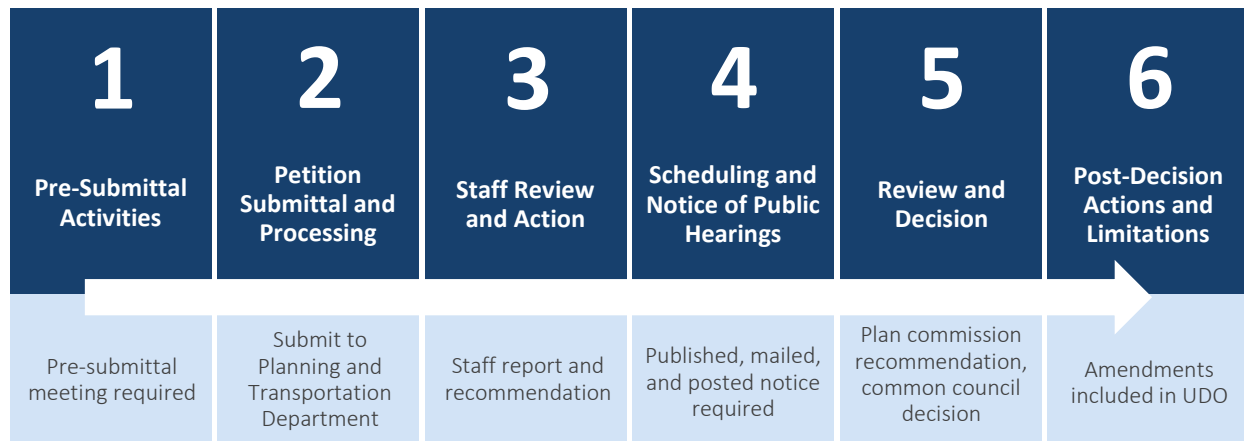 1
Pre-Submittal
Activities
Pre-submittal
meeting required
2
Petition
Submittal and
Processing
Submit to
Planning and
Transportation
Department
3
Staff Review
and Action
Staff report and
recommendation
4
Scheduling and
Notice of Public
Hearings
Published, mailed,
and posted notice
required
5
Review and
Decision
Plan commission
recommendation,
common council
decision
6
Post-Decision
Actions and
Limitations
Amendments
included in UDO